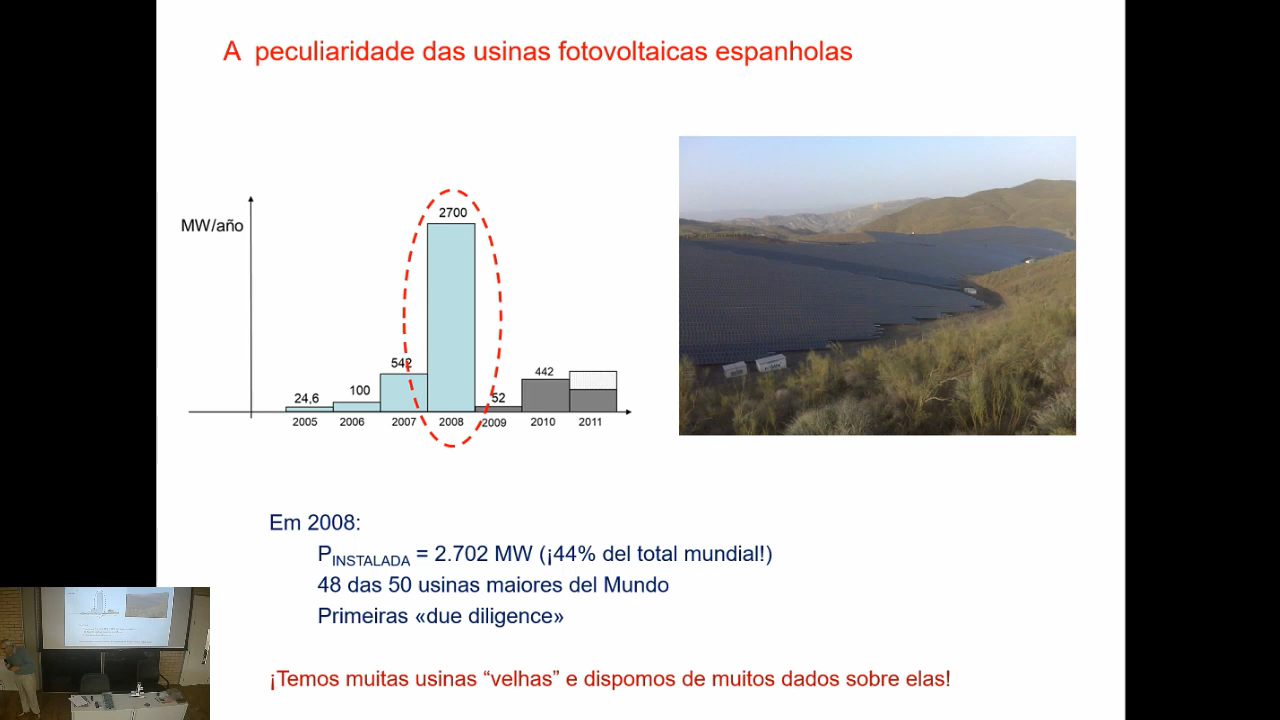 A peculiaridade das usinas fotovoltaicas espanholas
MW/año
2700
542
442
24,6
100
52
2005
2006
2007
2008
2009
2010
2011
Em 2008:
PINSTALADA = 2.702 MW (¡44% del total mundial!)
48 das 50 usinas maiores del Mundo
Primeiras «due diligence»
¡Temos muitas usinas “velhas” e dispomos de muitos dados sobre elas!